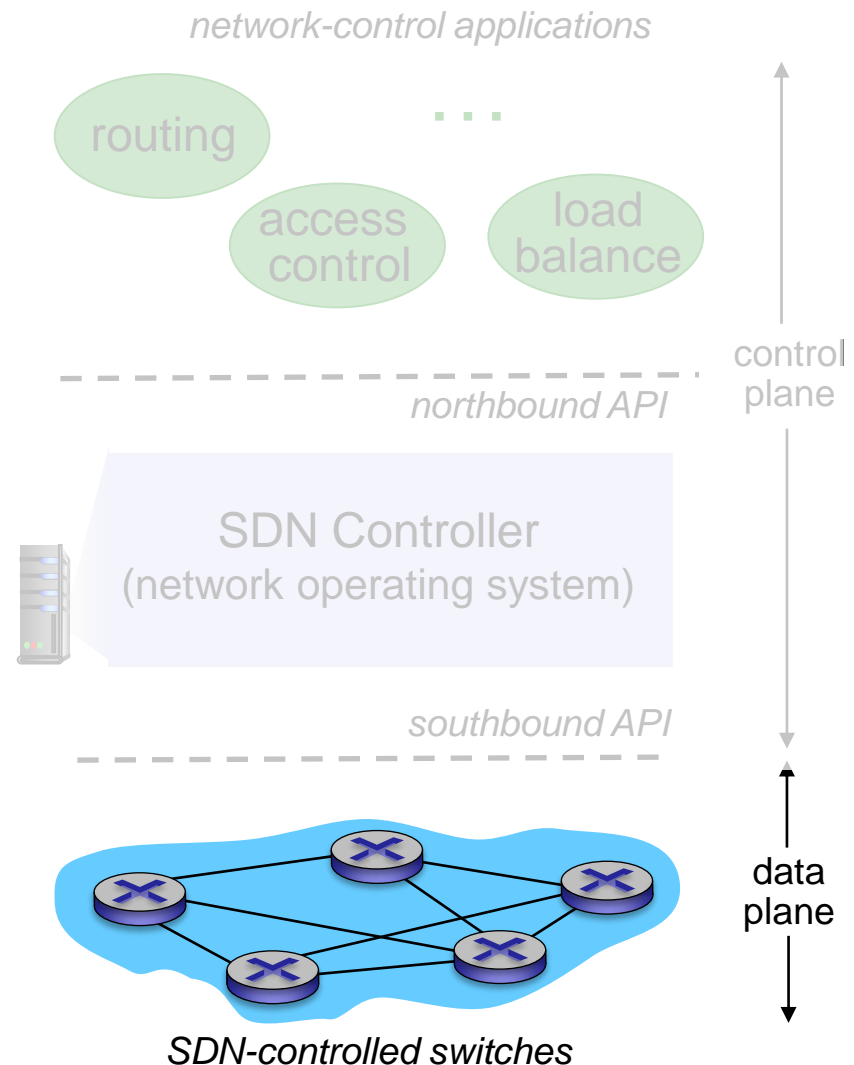 network-control applications
routing
...
access
control
load
balance
control
plane
northbound API
SDN Controller
(network operating system)
southbound API
data
plane
SDN-controlled switches